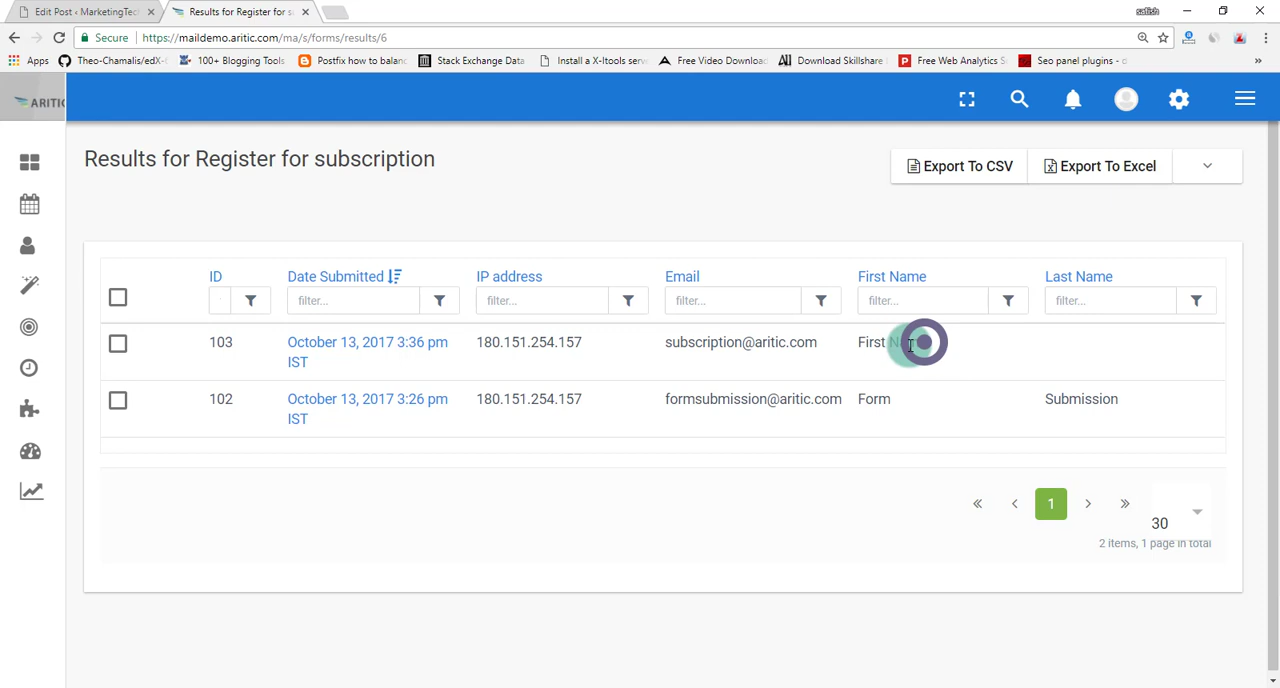 Edit Post ‹ MarketingTech
Results for Register for s
satish
Secure
https://maildemo.aritic.com/ma/s/forms/results/6
Apps
Theo-Chamalis/edX-
100+ Blogging Tools
Postfix how to balanc
Stack Exchange Data
Install a X-Itools serve
Free Video Download
Download Skillshare
Free Web Analytics S
Seo panel plugins - d
»
ARITIC
Results for Register for subscription
Export To CSV
Export To Excel
ID
Date Submitted
IP address
Email
First Name
Last Name
filter...
filter...
filter...
filter...
filter...
103
October 13, 2017 3:36 pm
IST
180.151.254.157
subscription@aritic.com
First
102
October 13, 2017 3:26 pm
IST
180.151.254.157
formsubmission@aritic.com
Form
Submission
« ‹ 1 › »
30
2 items, 1 page in total